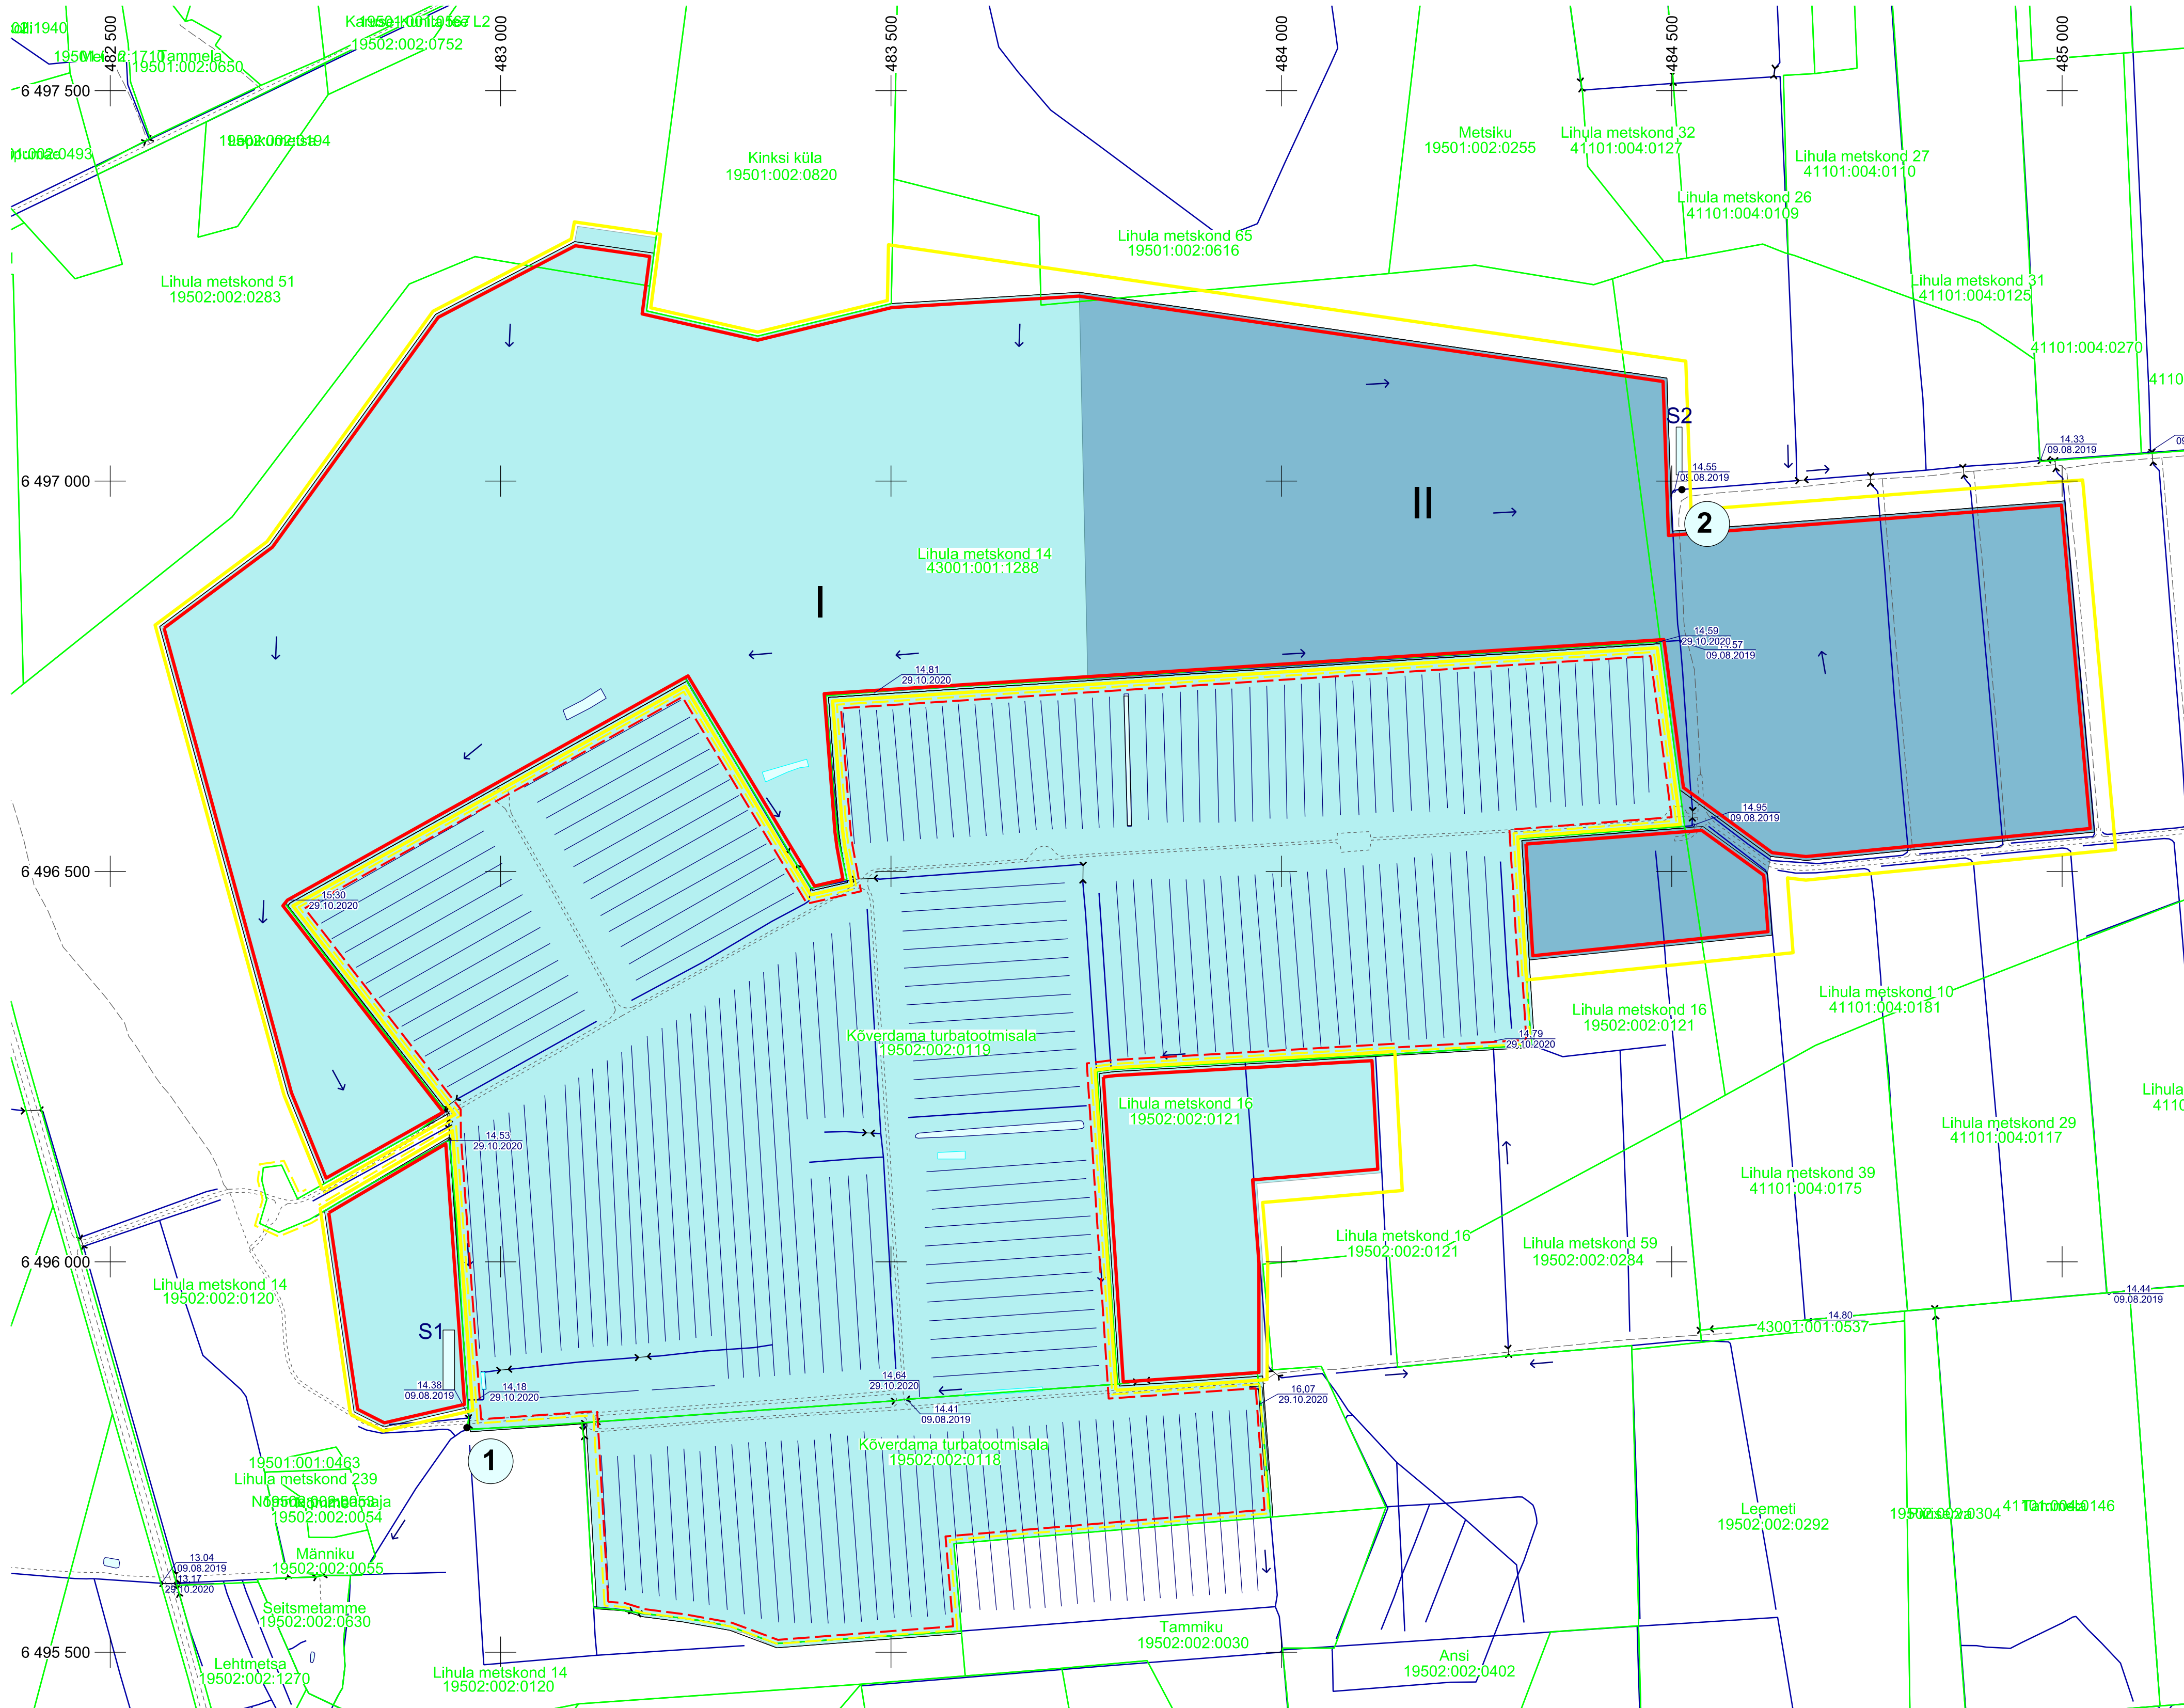 482 500
483 000
483 500
484 000
484 500
485 000
6 497 500
6 497 000
6 496 500
6 496 000
6 495 500
19502:002:0752
Tammela
19501:002:0650
Kinksi küla
19501:002:0820
Metsiku
19501:002:0255
Lihula metskond 32
41101:004:0127
Lihula metskond 27
41101:004:0110
Lihula metskond 26
41101:004:0109
Lihula metskond 65
19501:002:0616
Lihula metskond 51
19502:002:0283
Lihula metskond 31
41101:004:0125
41101:004:0270
S2
14.33
09.08.2019
14.55
09.08.2019
II
2
Lihula metskond 14
43001:001:1288
I
14.59
29.10.2020
09.08.2019
14.81
29.10.2020
14.95
09.08.2019
15.30
29.10.2020
Lihula metskond 10
41101:004:0181
Lihula metskond 16
19502:002:0121
Kõverdama turbatootmisala
19502:002:0119
14.79
29.10.2020
Lihula metskond 16
19502:002:0121
Lihula metskond 29
41101:004:0117
14.53
29.10.2020
Lihula metskond 39
41101:004:0175
Lihula metskond 16
19502:002:0121
Lihula metskond 59
19502:002:0284
Lihula metskond 14
19502:002:0120
14.44
09.08.2019
14.80
43001:001:0537
S1
14.38
09.08.2019
14.18
29.10.2020
14.64
29.10.2020
14.41
09.08.2019
16.07
29.10.2020
1
Kõverdama turbatootmisala
19502:002:0118
19501:001:0463
Lihula metskond 239
19502:002:0054
Leemeti
19502:002:0292
Männiku
19502:002:0055
13.04
09.08.2019
13.17
29.10.2020
Seitsmetamme
19502:002:0630
Tammiku
19502:002:0030
Ansi
19502:002:0402
Lehtmetsa
19502:002:1270
Lihula metskond 14
19502:002:0120